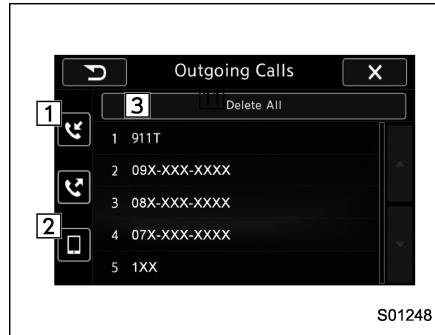 Outgoing Calls X
1 3 Delete All
1 911T
2 09X-XXX-XXXX
3 08X-XXX-XXXX
2 4 07X-XXX-XXXX
5 1XX
S01248